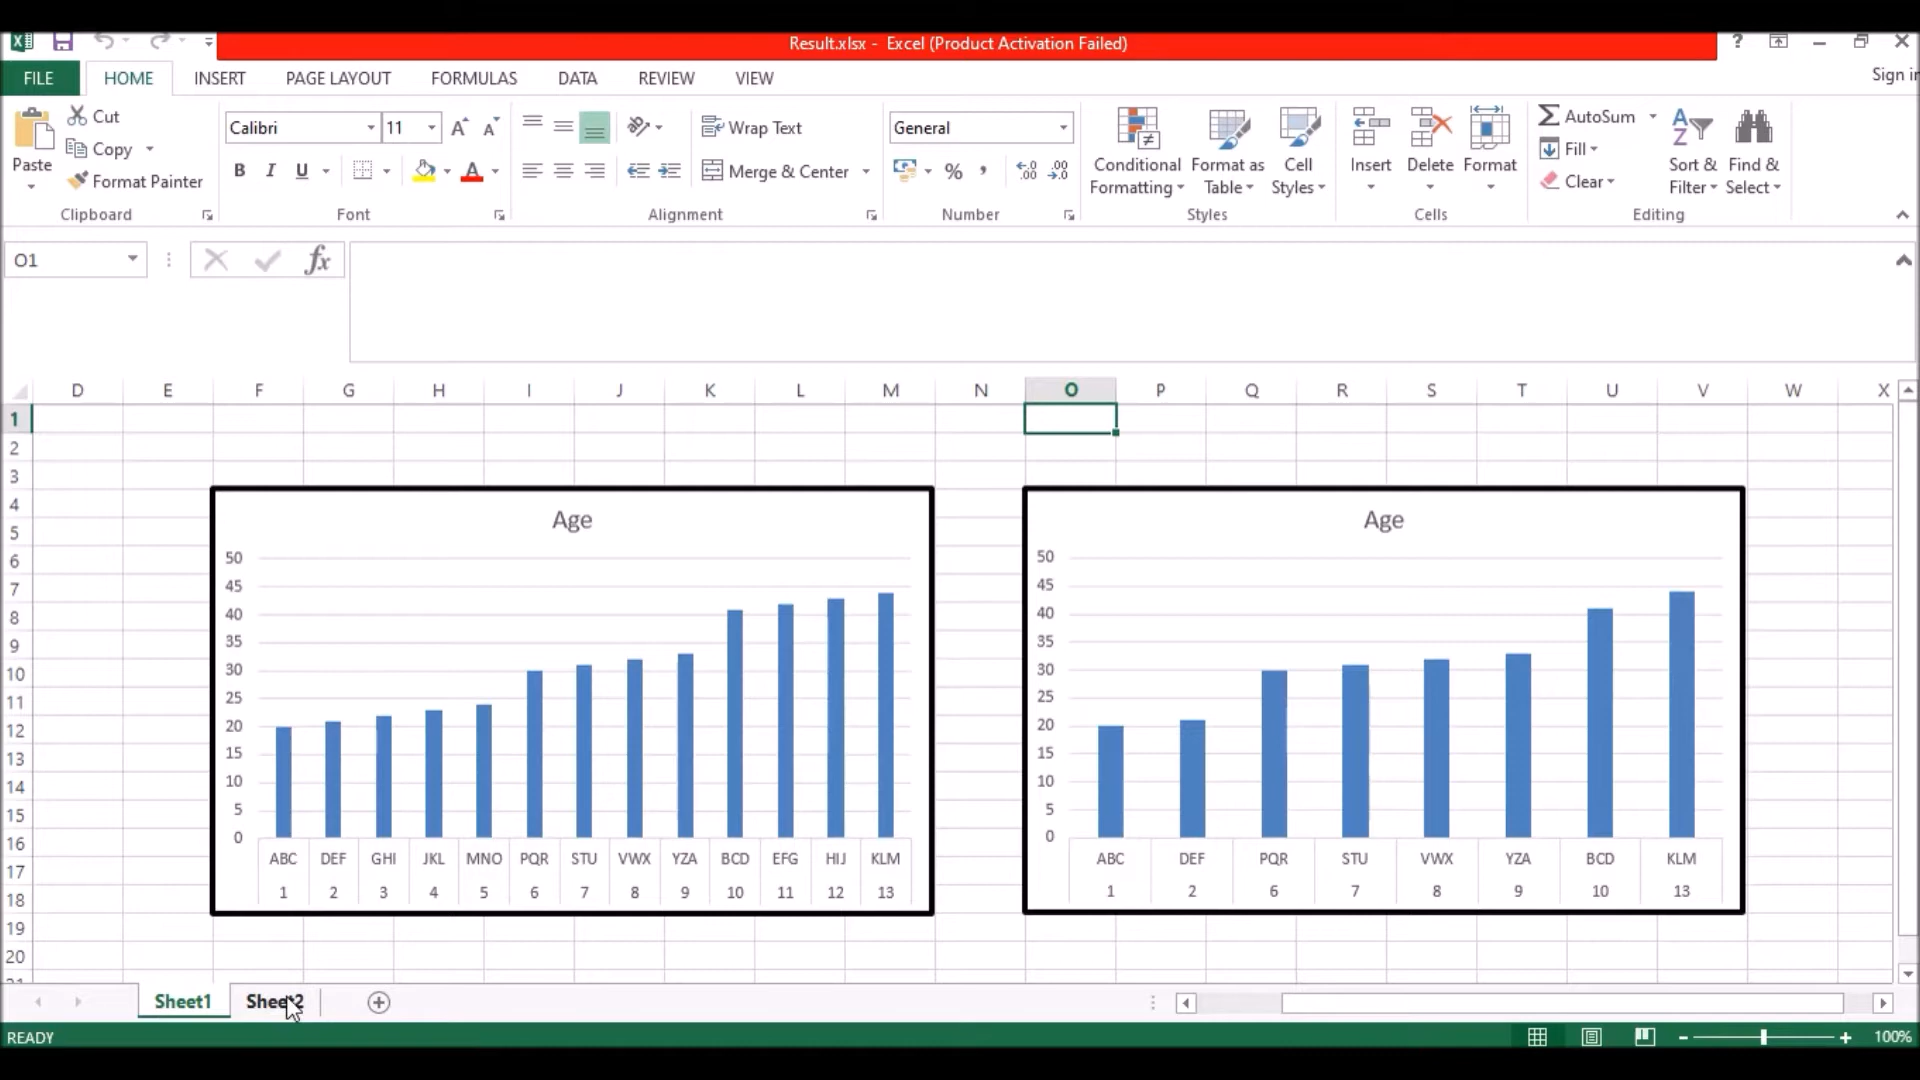 Result.xlsx - Excel (Product Activation Failed)
?
FILE HOME INSERT PAGE LAYOUT FORMULAS DATA REVIEW VIEW
Sign in
Paste
Cut
Copy
Format Painter
Clipboard
Calibri 11
B I U
Font
Wrap Text
Merge & Center
Alignment
General
Number
Conditional
Formatting
Format as
Table
Cell
Styles
Styles
Insert
Delete
Format
Cells
AutoSum
Fill
Clear
Sort &
Filter
Find &
Select
Editing
O1
fx
D E F G H I J K L M N O P Q R S T U V W X
1
2
3
4
5
6
7
8
9
10
11
12
13
14
15
16
17
18
19
20
Age
50
45
40
35
30
25
20
15
10
5
0
ABC DEF GHI JKL MNO PQR STU VWX YZA BCD EFG HIJ KLM
1 2 3 4 5 6 7 8 9 10 11 12 13
Age
50
45
40
35
30
25
20
15
10
5
0
ABC DEF PQR STU VWX YZA BCD KLM
1 2 6 7 8 9 10 13
Sheet1 Sheet2
READY
100%